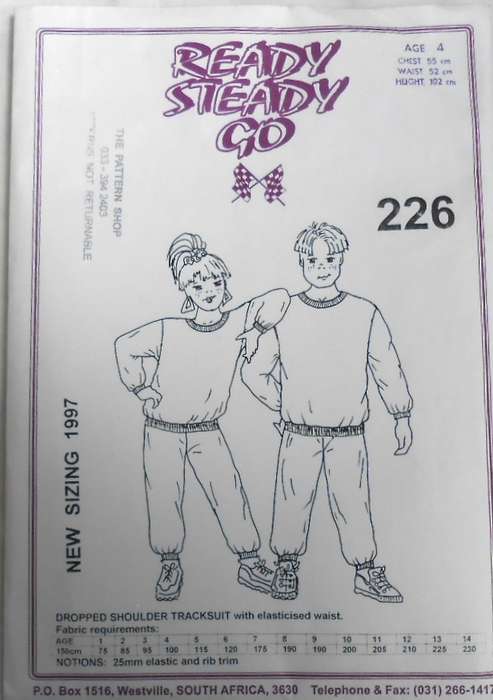 READY
STEADY
GO
AGE 4
CHEST 55 cm
WAIST 52 cm
HEIGHT 102 cm
THE PATTERN SHOP
033 - 394 2403
NOT RETURNABLE
226
NEW SIZING 1997
DROPPED SHOULDER TRACKSUIT with elasticised waist.
Fabric requirements:
AGE 1 2 3 4 5 6 7 8 9 10 11 12 13 14
150cm 75 85 95 100 115 120 175 190 190 200 205 210 225 230
NOTIONS: 25mm elastic and rib trim
P.O. Box 1516, Westville, SOUTH AFRICA, 3630 Telephone & Fax: (031) 266-1417